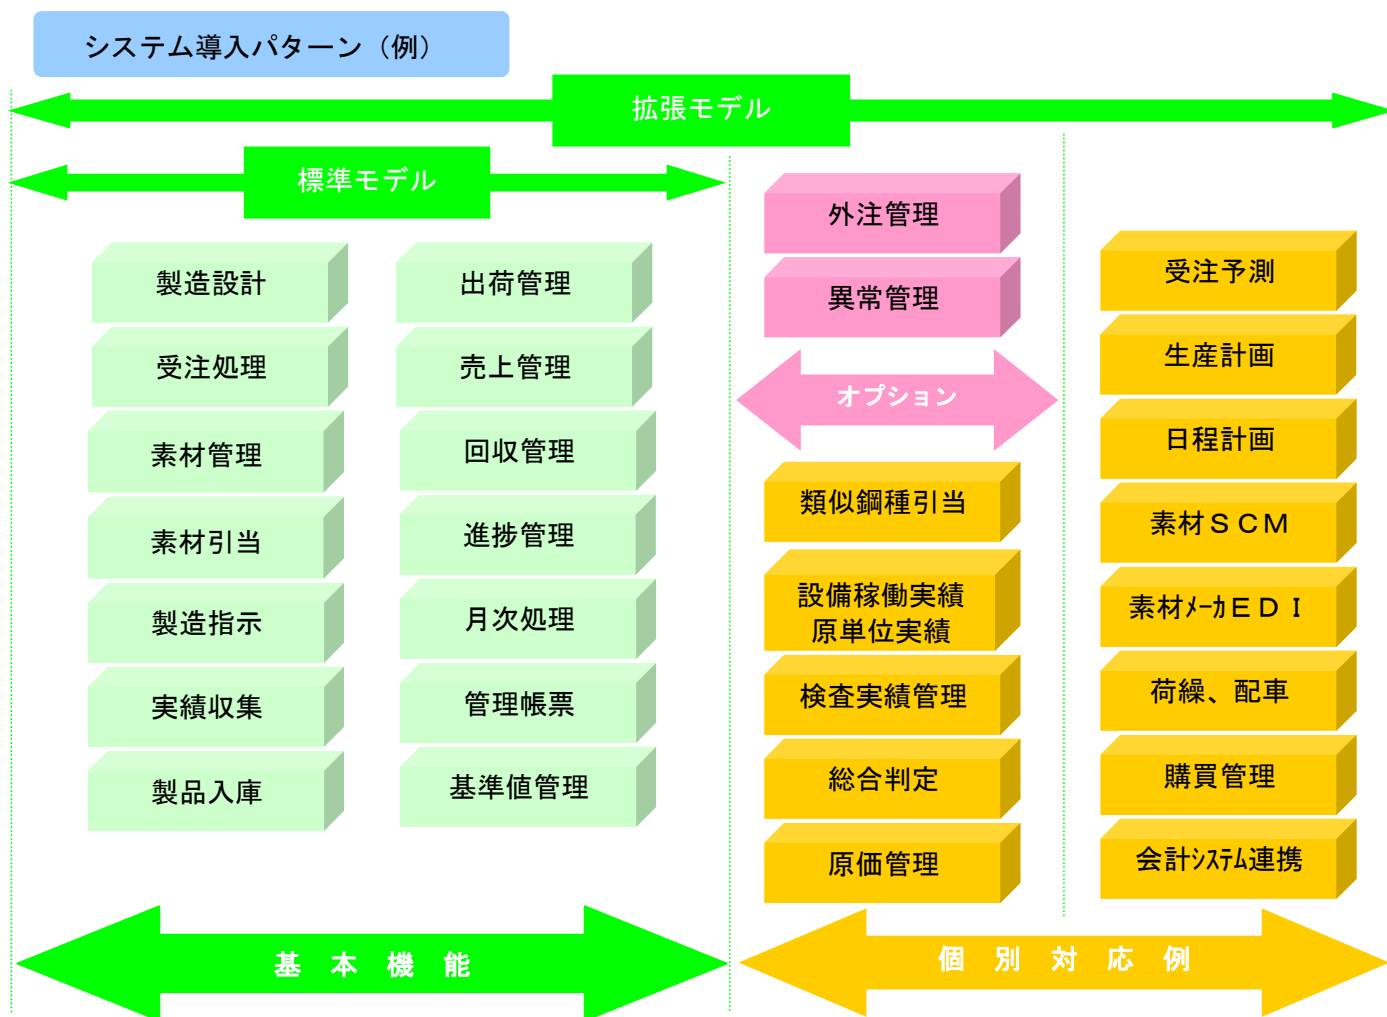 システム導入パターン（例）
拡張モデル
標準モデル
製造設計
受注処理
素材管理
素材引当
製造指示
実績収集
製品入庫
出荷管理
売上管理
回収管理
進捗管理
月次処理
管理帳票
基準値管理
基本機能
外注管理
異常管理
オプション
類似鋼種引当
設備稼働実績
原単位実績
検査実績管理
総合判定
原価管理
受注予測
生産計画
日程計画
素材ＳＣＭ
素材ﾒｰｶＥＤＩ
荷繰、配車
購買管理
会計ｼｽﾃﾑ連携
個別対応例